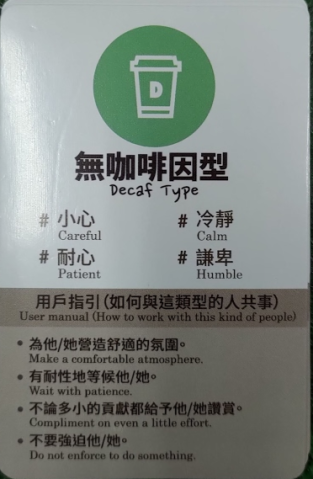 D
無咖啡因型
Decaf Type
# 小心 # 冷靜
Careful Calm
# 耐心 # 謙卑
Patient Humble
用戶指引(如何與這類型的人共事)
User manual (How to work with this kind of people)
• 為他/她營造舒適的氛圍。
Make a comfortable atmosphere.
• 有耐性地等候他/她。
Wait with patience.
• 不論多小的貢獻都給予他/她讚賞。
Compliment on even a little effort.
• 不要強迫他/她。
Do not enforce to do something.